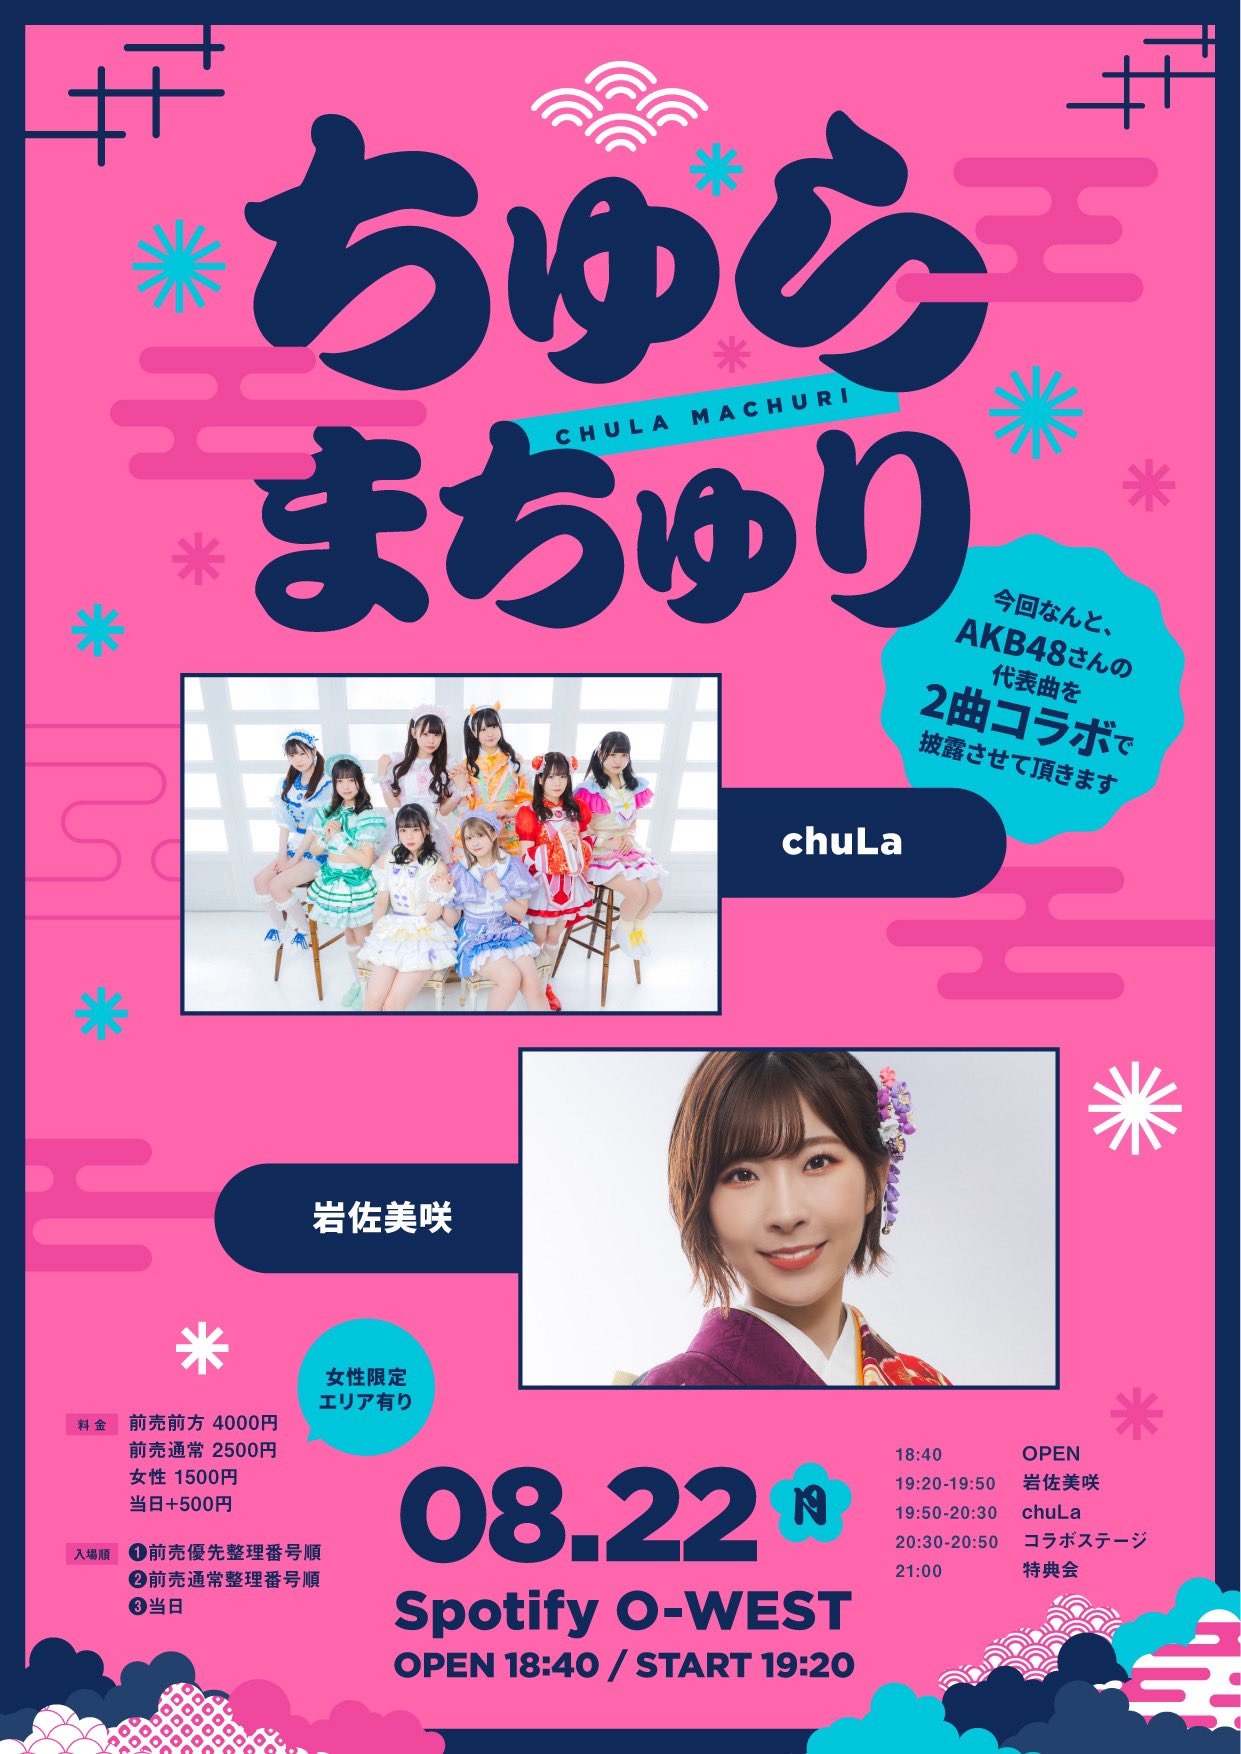 ちゅら
CHULA MACHURI
まちゅり
今回なんと、
AKB48さんの
代表曲を
2曲コラボで
披露させて頂きます
chuLa
岩佐美咲
女性限定
エリア有り
料金
前売前方 4000円
前売通常 2500円
女性 1500円
当日+500円
入場順
❶前売優先整理番号順
❷前売通常整理番号順
❸当日
08.22 月
Spotify O-WEST
OPEN 18:40 / START 19:20
18:40 OPEN
19:20-19:50 岩佐美咲
19:50-20:30 chuLa
20:30-20:50 コラボステージ
21:00 特典会